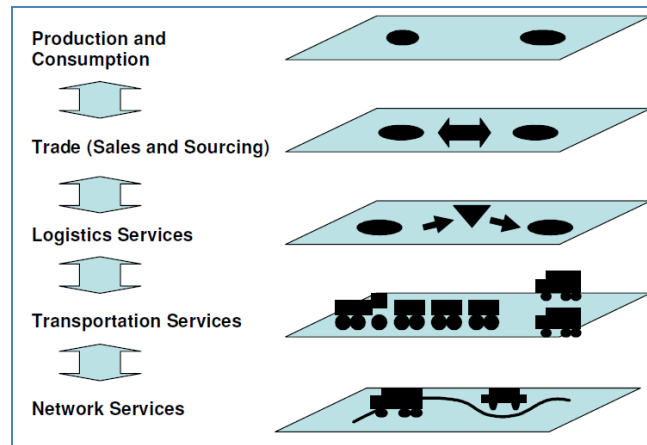 Production and
Consumption
Trade (Sales and Sourcing)
Logistics Services
Transportation Services
Network Services